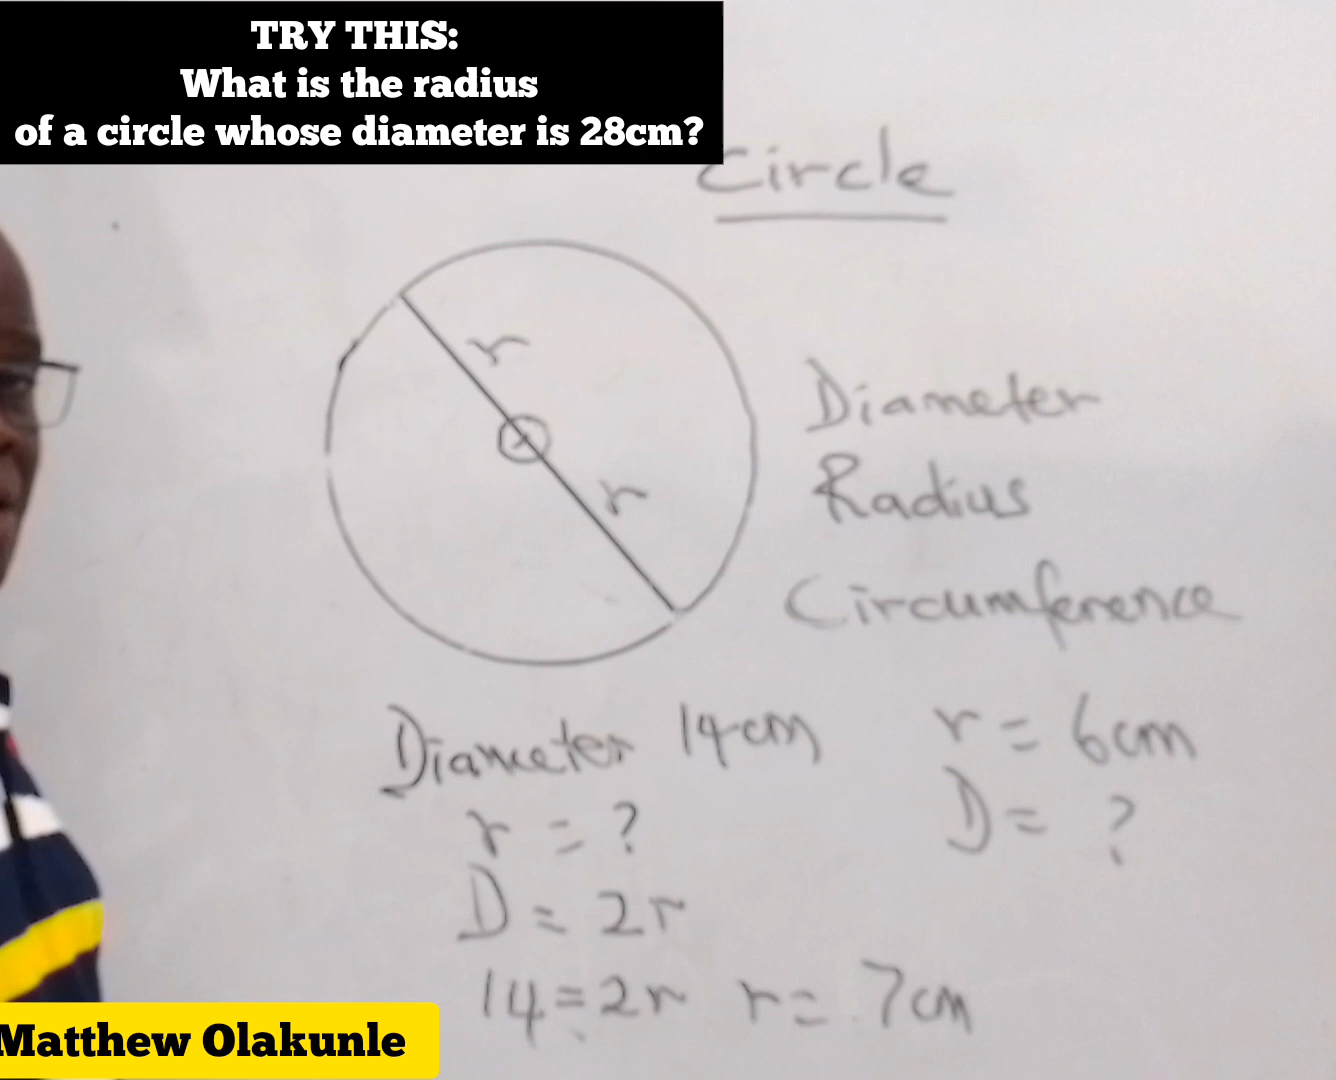 TRY THIS:
What is the radius
of a circle whose diameter is 28cm?
Circle
r
r
Diameter
Radius
Circumference
Diameter 14cm
r = ?
D = 2r
14 = 2r r = 7cm
r = 6cm
D = ?
Matthew Olakunle